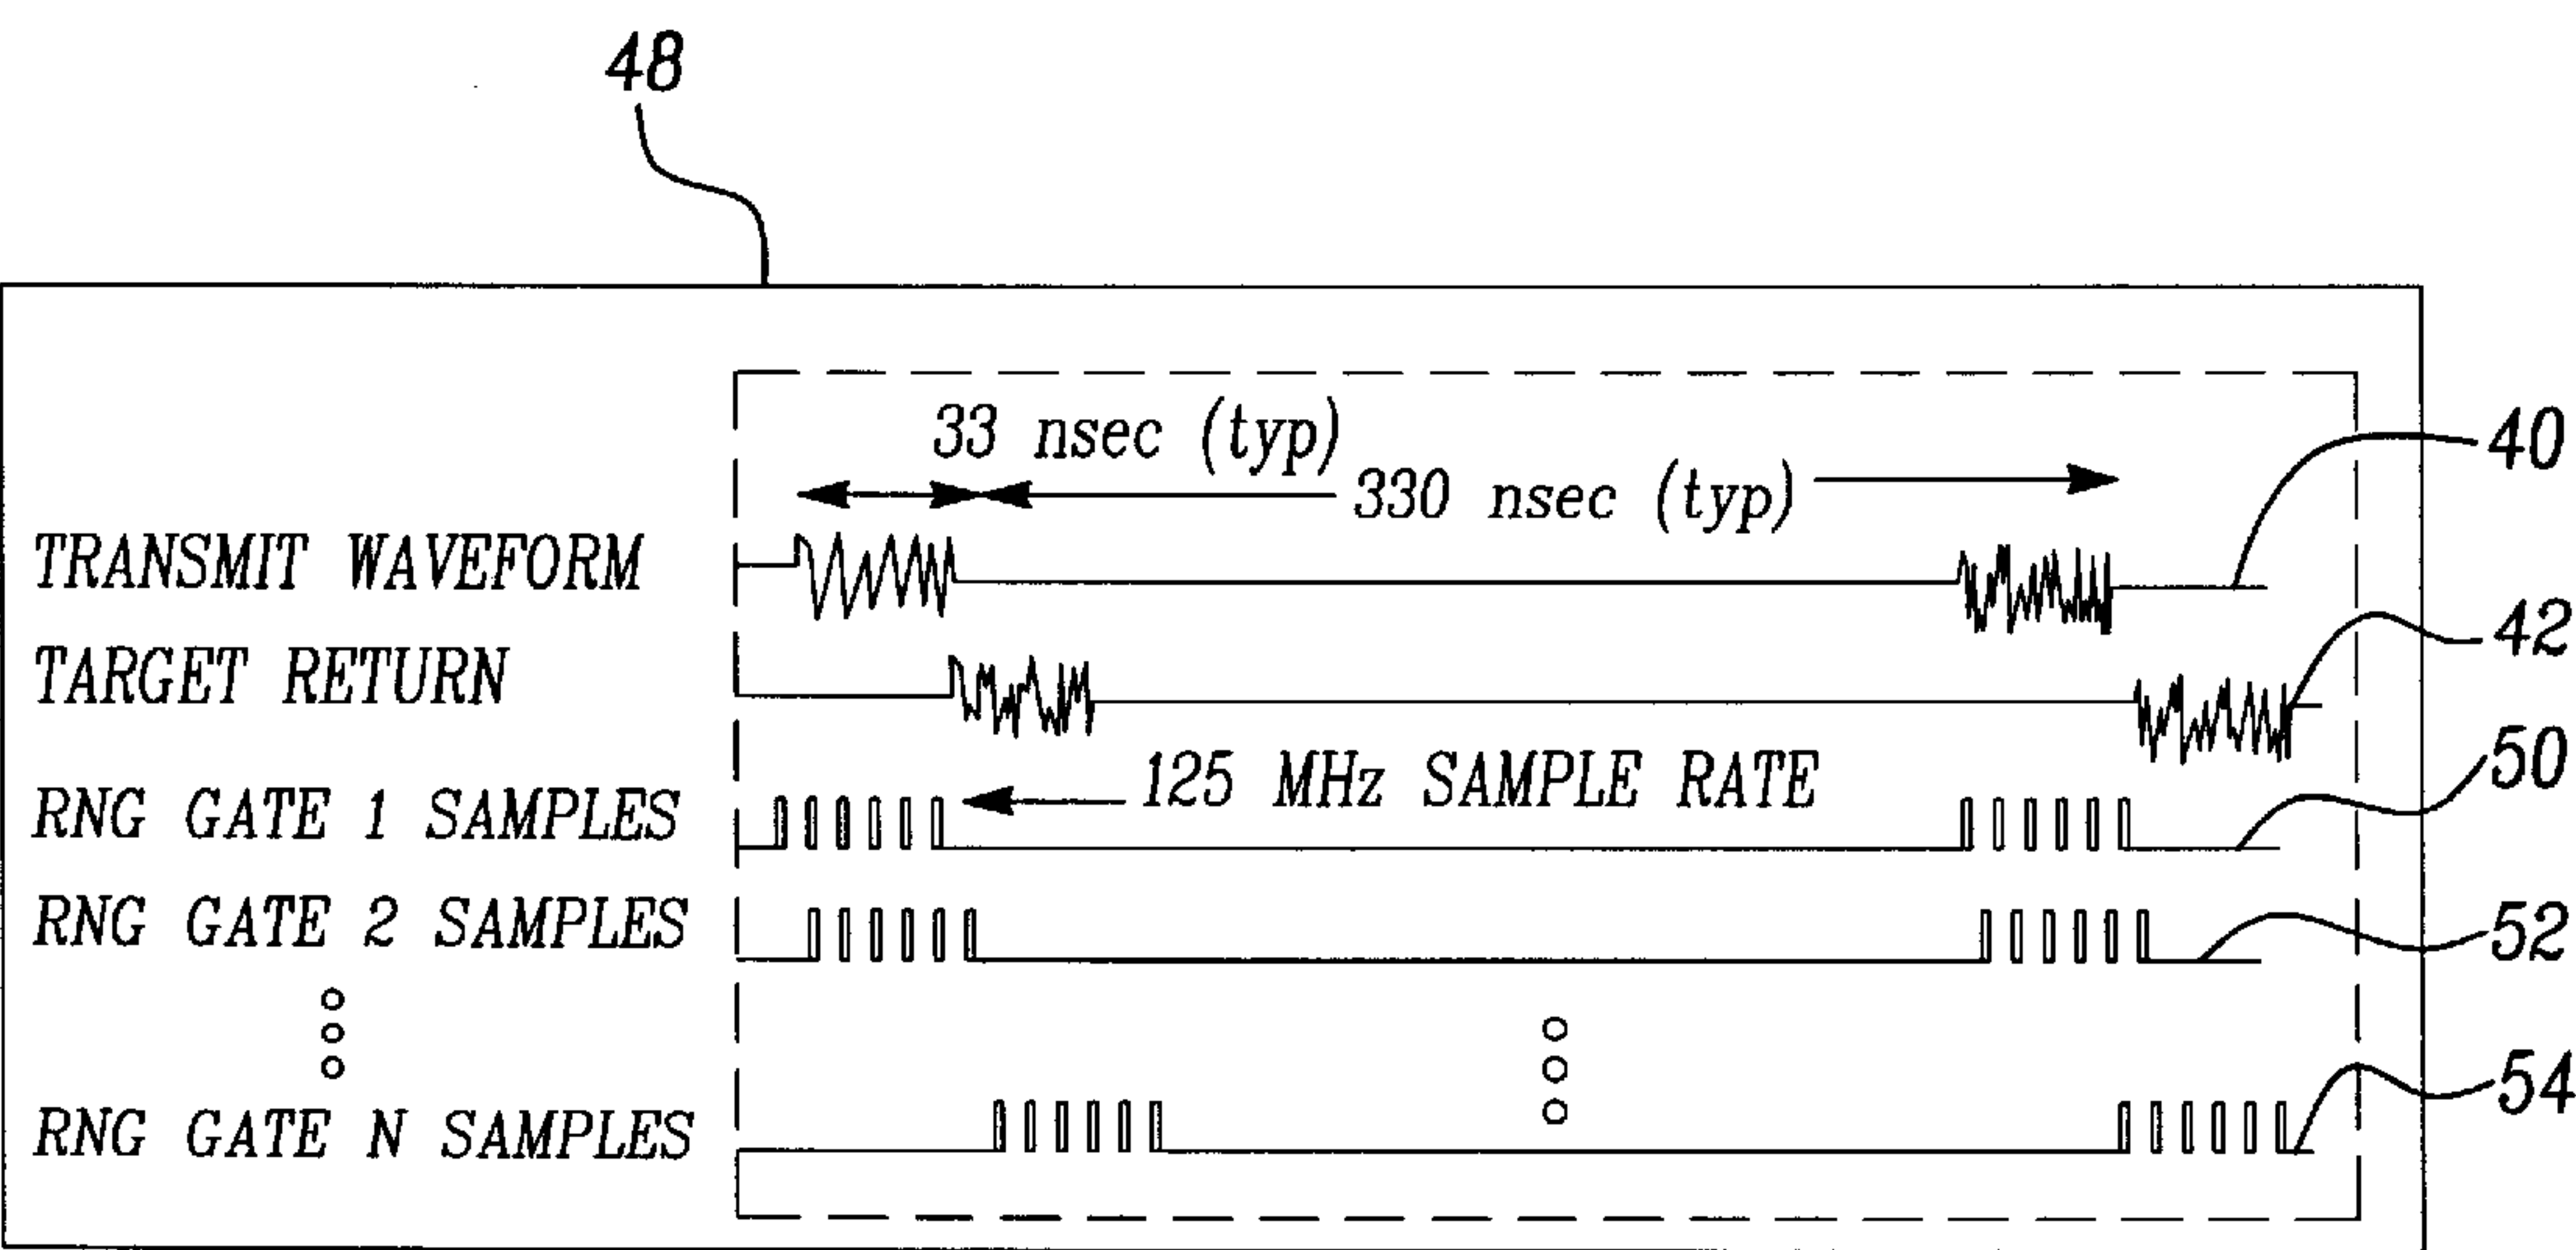 48
33 nsec (typ)
330 nsec (typ)
40
TRANSMIT WAVEFORM
TARGET RETURN
42
125 MHz SAMPLE RATE
50
RNG GATE 1 SAMPLES
RNG GATE 2 SAMPLES
52
RNG GATE N SAMPLES
54